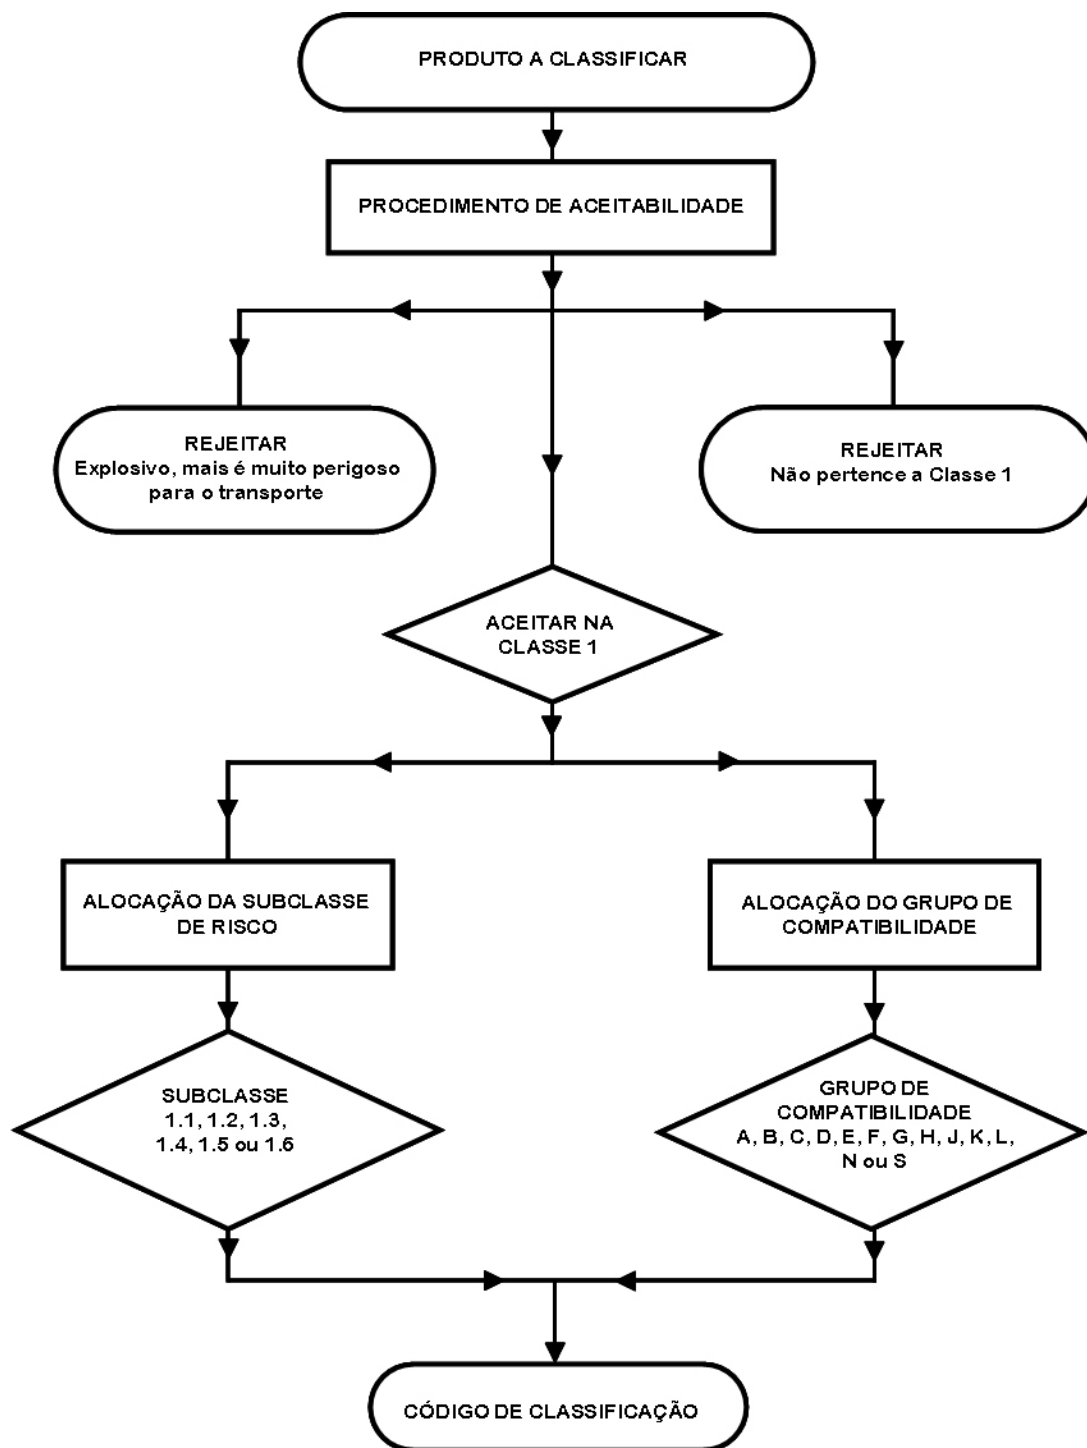 PRODUTO A CLASSIFICAR
PROCEDIMENTO DE ACEITABILIDADE
REJEITAR
Explosivo, mais é muito perigoso
para o transporte
REJEITAR
Não pertence a Classe 1
ACEITAR NA
CLASSE 1
ALOCAÇÃO DA SUBCLASSE
DE RISCO
ALOCAÇÃO DO GRUPO DE
COMPATIBILIDADE
SUBCLASSE
1.1, 1.2, 1.3,
1.4, 1.5 ou 1.6
GRUPO DE
COMPATIBILIDADE
A, B, C, D, E, F, G, H, J, K, L,
N ou S
CÓDIGO DE CLASSIFICAÇÃO